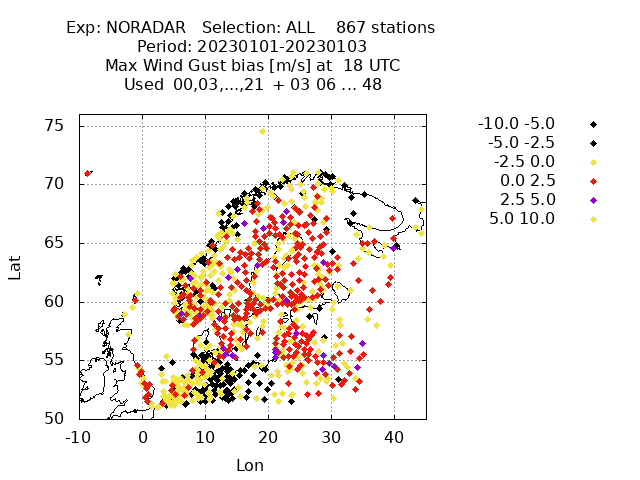 Exp: NORADAR Selection: ALL 867 stations
Period: 20230101-20230103
Max Wind Gust bias [m/s] at 18 UTC
Used 00,03,...,21 + 03 06 ... 48
-10.0 -5.0
-5.0 -2.5
-2.5 0.0
0.0 2.5
2.5 5.0
5.0 10.0
75
70
65
60
55
50
Lat
-10 0 10 20 30 40
Lon